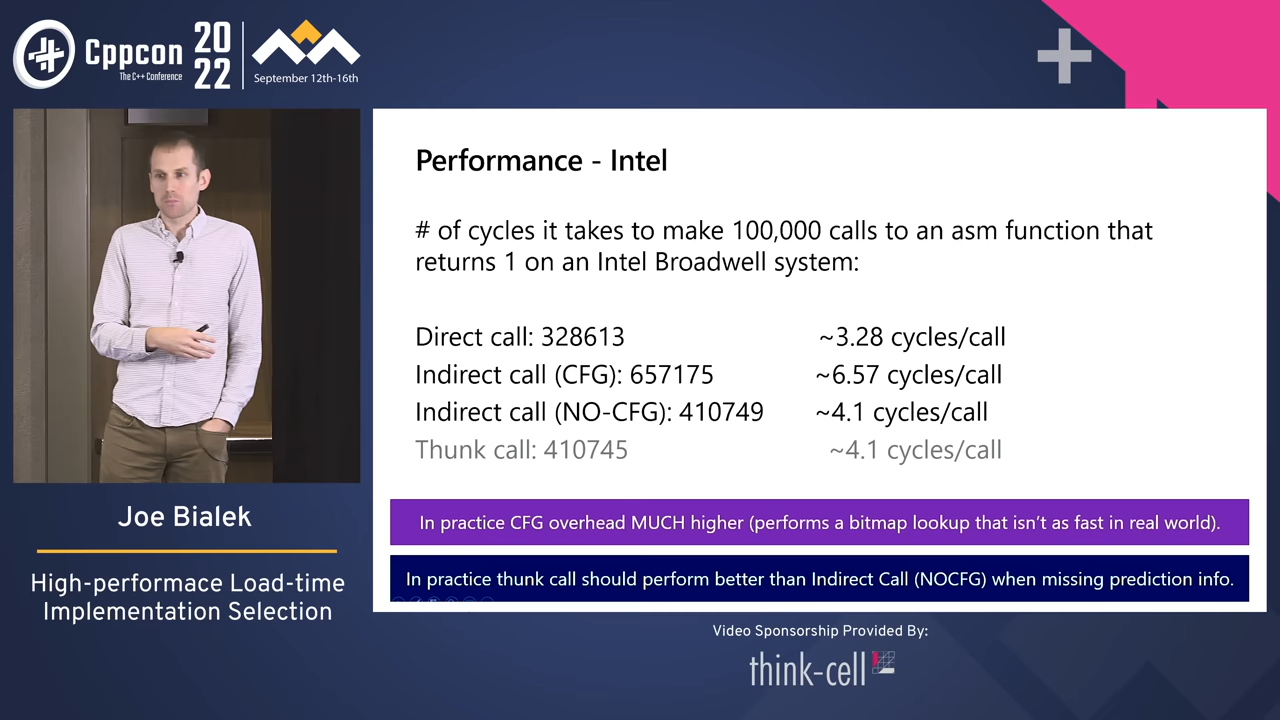 Cppcon
The C++ Conference
20
22
September 12th-16th
Performance - Intel
# of cycles it takes to make 100,000 calls to an asm function that
returns 1 on an Intel Broadwell system:
Direct call: 328613 ~3.28 cycles/call
Indirect call (CFG): 657175 ~6.57 cycles/call
Indirect call (NO-CFG): 410749 ~4.1 cycles/call
Thunk call: 410745 ~4.1 cycles/call
In practice CFG overhead MUCH higher (performs a bitmap lookup that isn't as fast in real world).
In practice thunk call should perform better than Indirect Call (NOCFG) when missing prediction info.
Joe Bialek
High-performace Load-time
Implementation Selection
Video Sponsorship Provided By:
think-cell